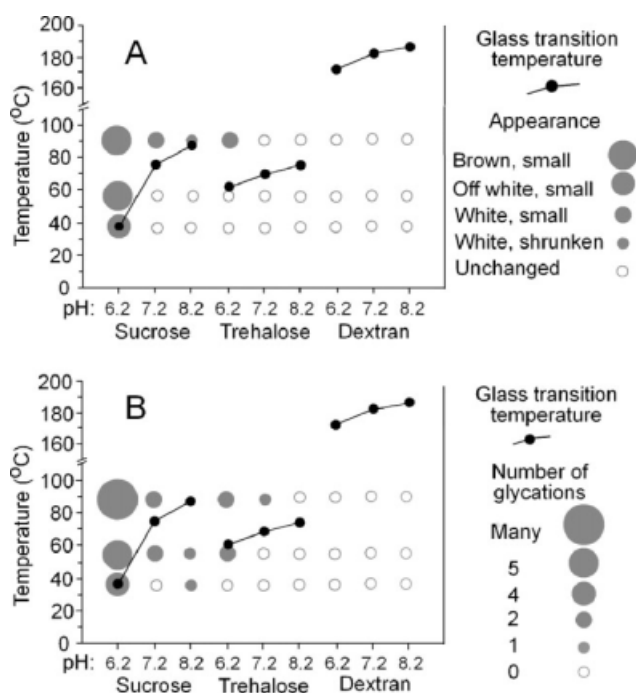 A
Temperature (ºC)
200
180
160
100
80
60
40
20
0
pH: 6.2 7.2 8.2 6.2 7.2 8.2 6.2 7.2 8.2
Sucrose Trehalose Dextran
Glass transition
temperature
Appearance
Brown, small
Off white, small
White, small
White, shrunken
Unchanged
B
Temperature (ºC)
200
180
160
100
80
60
40
20
0
pH: 6.2 7.2 8.2 6.2 7.2 8.2 6.2 7.2 8.2
Sucrose Trehalose Dextran
Glass transition
temperature
Number of
glycations
Many
5
4
2
1
0